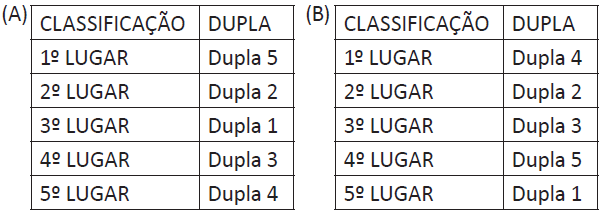 (A)
CLASSIFICAÇÃO DUPLA
1º LUGAR Dupla 5
2º LUGAR Dupla 2
3º LUGAR Dupla 1
4º LUGAR Dupla 3
5º LUGAR Dupla 4
(B)
CLASSIFICAÇÃO DUPLA
1º LUGAR Dupla 4
2º LUGAR Dupla 2
3º LUGAR Dupla 3
4º LUGAR Dupla 5
5º LUGAR Dupla 1